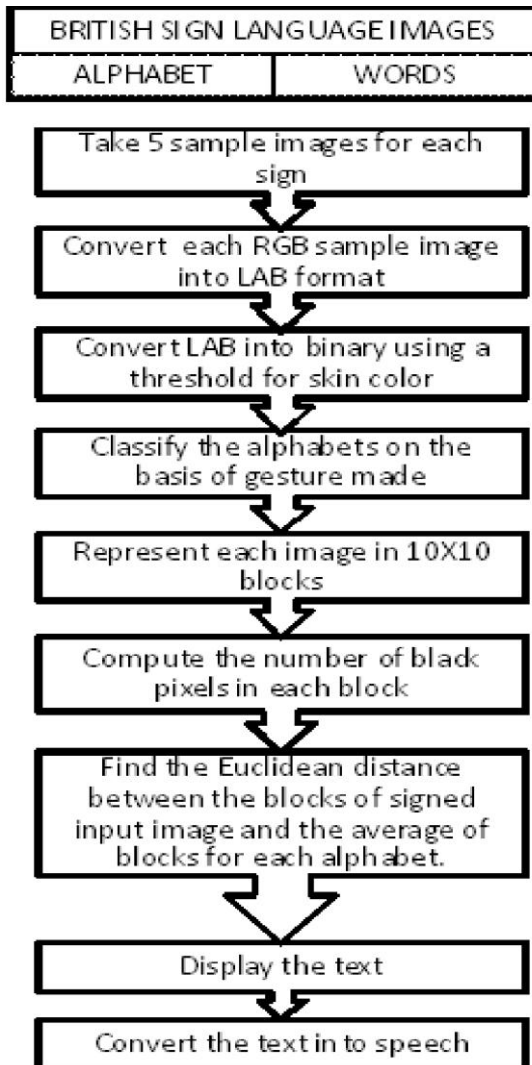 BRITISH SIGN LANGUAGE IMAGES
ALPHABET WORDS
Take 5 sample images for each
sign
Convert each RGB sample image
into LAB format
Convert LAB into binary using a
threshold for skin color
Classify the alphabets on the
basis of gesture made
Represent each image in 10X10
blocks
Compute the number of black
pixels in each block
Find the Euclidean distance
between the blocks of signed
input image and the average of
blocks for each alphabet.
Display the text
Convert the text in to speech